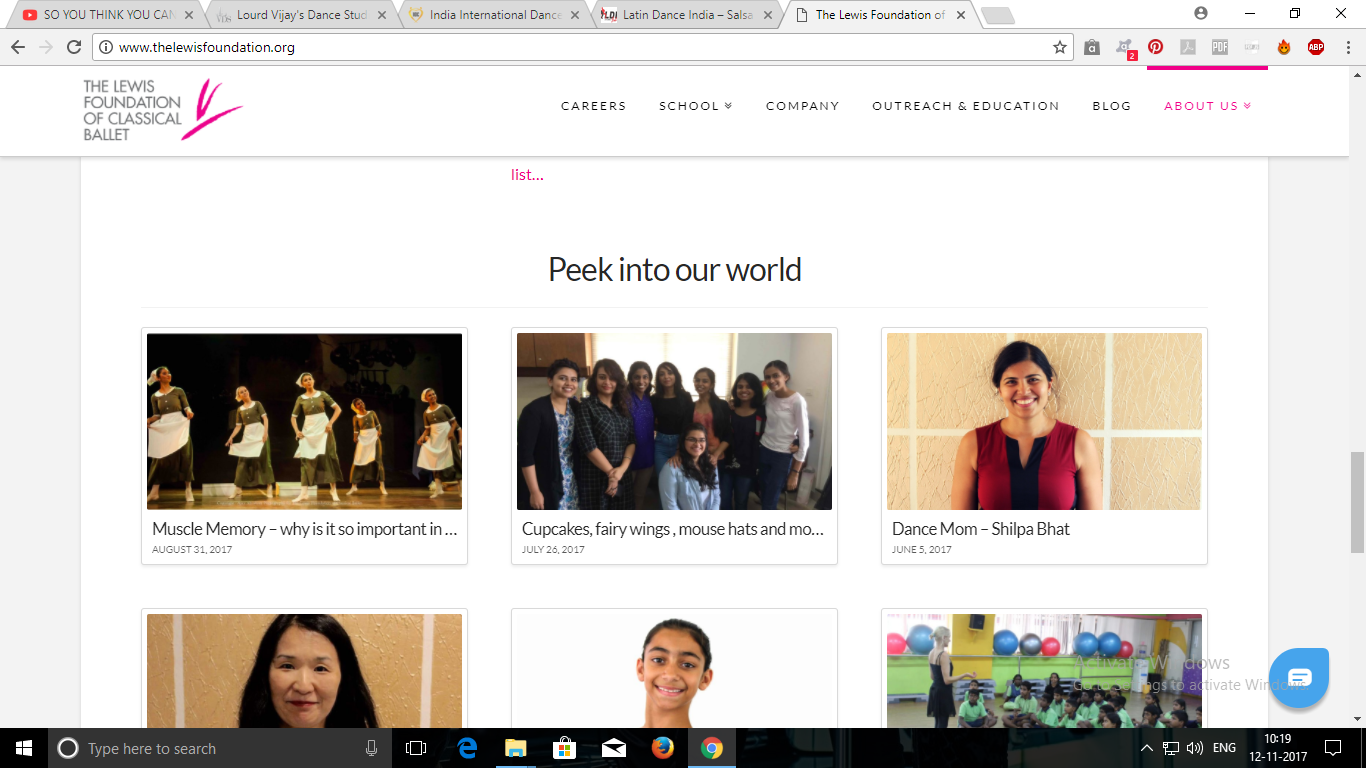 SO YOU THINK YOU CAN
Lourd Vijay's Dance Stud
India International Dance
LDI
Latin Dance India – Salsa
The Lewis Foundation of
www.thelewisfoundation.org
a
2
PDF
ABP
THE LEWIS
FOUNDATION
OF CLASSICAL
BALLET
CAREERS
SCHOOL
COMPANY
OUTREACH & EDUCATION
BLOG
ABOUT US
list...
Peek into our world
Muscle Memory – why is it so important in …
AUGUST 31, 2017
Cupcakes, fairy wings , mouse hats and mo…
JULY 26, 2017
Dance Mom – Shilpa Bhat
JUNE 5, 2017
Activate Windows
Go to Settings to activate Windows.
Type here to search
ENG
10:19
12-11-2017